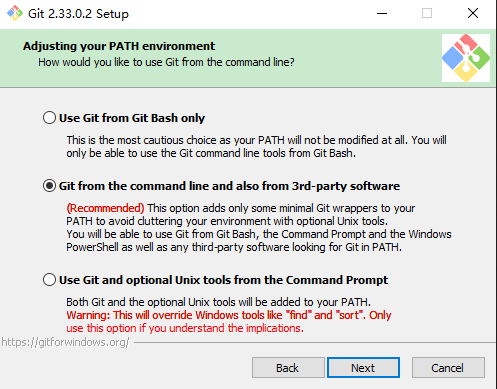 Git 2.33.0.2 Setup
Adjusting your PATH environment
How would you like to use Git from the command line?
Use Git from Git Bash only
This is the most cautious choice as your PATH will not be modified at all. You will
only be able to use the Git command line tools from Git Bash.
Git from the command line and also from 3rd-party software
(Recommended) This option adds only some minimal Git wrappers to your
PATH to avoid cluttering your environment with optional Unix tools.
You will be able to use Git from Git Bash, the Command Prompt and the Windows
PowerShell as well as any third-party software looking for Git in PATH.
Use Git and optional Unix tools from the Command Prompt
Both Git and the optional Unix tools will be added to your PATH.
Warning: This will override Windows tools like "find" and "sort". Only
use this option if you understand the implications.
https://gitforwindows.org/
Back
Next
Cancel